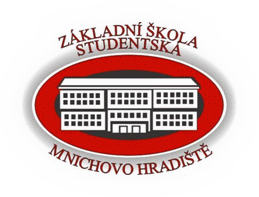 ZÁKLADNÍ ŠKOLA
STUDENTSKÁ
MNICHOVO HRADIŠTĚ